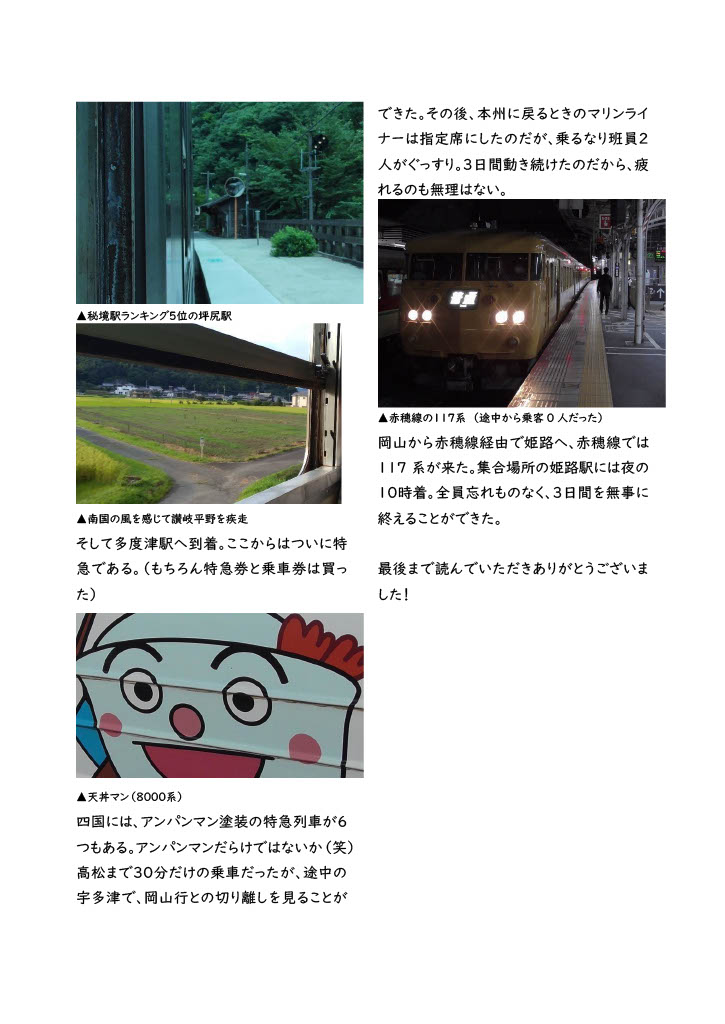 ▲秘境駅ランキング5位の坪尻駅
▲南国の風を感じて讃岐平野を疾走
そして多度津駅へ到着。ここからはついに特
急である。（もちろん特急券と乗車券は買っ
た）
▲天丼マン（8000系）
四国には、アンパンマン塗装の特急列車が6
つもある。アンパンマンだらけではないか（笑）
高松まで30分だけの乗車だったが、途中の
宇多津で、岡山行との切り離しを見ることが
できた。その後、本州に戻るときのマリンライ
ナーは指定席にしたのだが、乗るなり班員2
人がぐっすり。3日間動き続けたのだから、疲
れるのも無理はない。
普通
▲赤穂線の117系 （途中から乗客0人だった）
岡山から赤穂線経由で姫路へ、赤穂線では
117 系が来た。集合場所の姫路駅には夜の
10時着。全員忘れものなく、3日間を無事に
終えることができた。
最後まで読んでいただきありがとうございま
した！